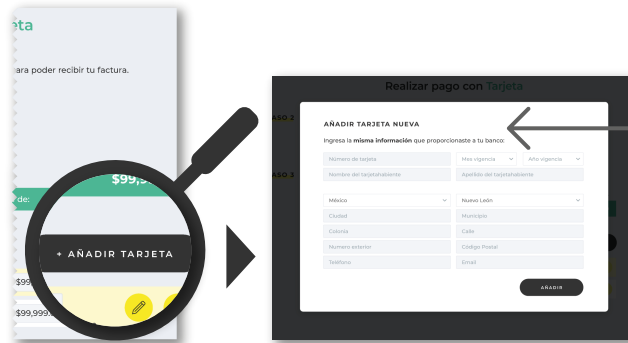 eta
ara poder recibir tu factura.
$99,9
de:
+ AÑADIR TARJETA
$99
$99,999.
Realizar pago con Tarjeta
ASO 2
ASO 3
AÑADIR TARJETA NUEVA
Ingresa la misma información que proporcionaste a tu banco:
Número de tarjeta
Mes vigencia
Año vigencia
Nombre del tarjetahabiente
Apellido del tarjetahabiente
México
Nuevo León
Ciudad
Municipio
Colonia
Calle
Numero exterior
Código Postal
Teléfono
Email
AÑADIR